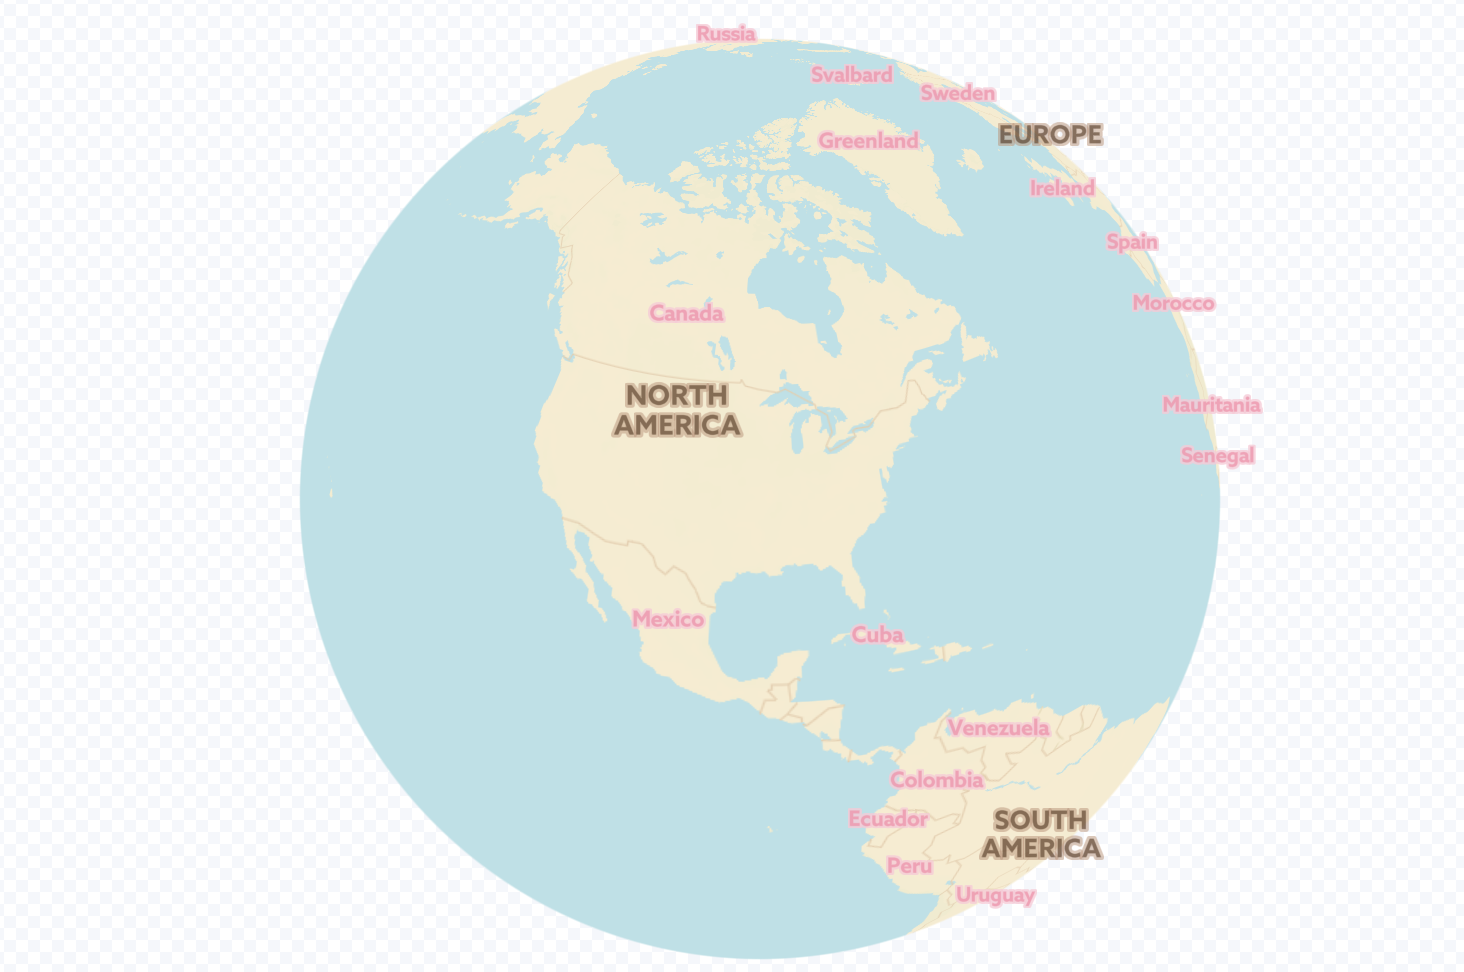 Russia
Svalbard
Sweden
EUROPE
Greenland
Ireland
Spain
Morocco
Canada
NORTH
AMERICA
Mauritania
Senegal
Mexico
Cuba
Venezuela
Colombia
Ecuador
SOUTH
AMERICA
Peru
Uruguay